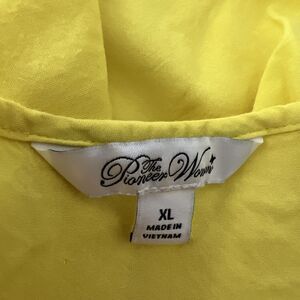 The
Pioneer Woman
XL
MADE IN
VIETNAM